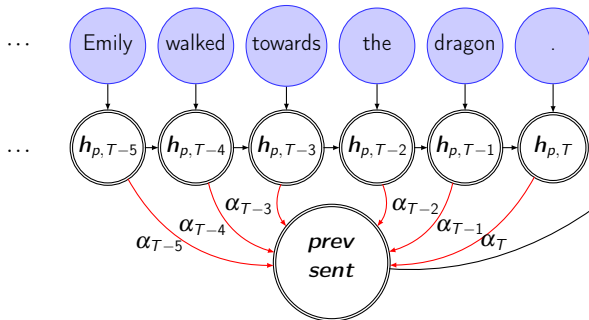 ... Emily walked towards the dragon .
... h_{p,T−5} h_{p,T−4} h_{p,T−3} h_{p,T−2} h_{p,T−1} h_{p,T}
α_{T−5} α_{T−4} α_{T−3} α_{T−2} α_{T−1} α_T
prev
sent